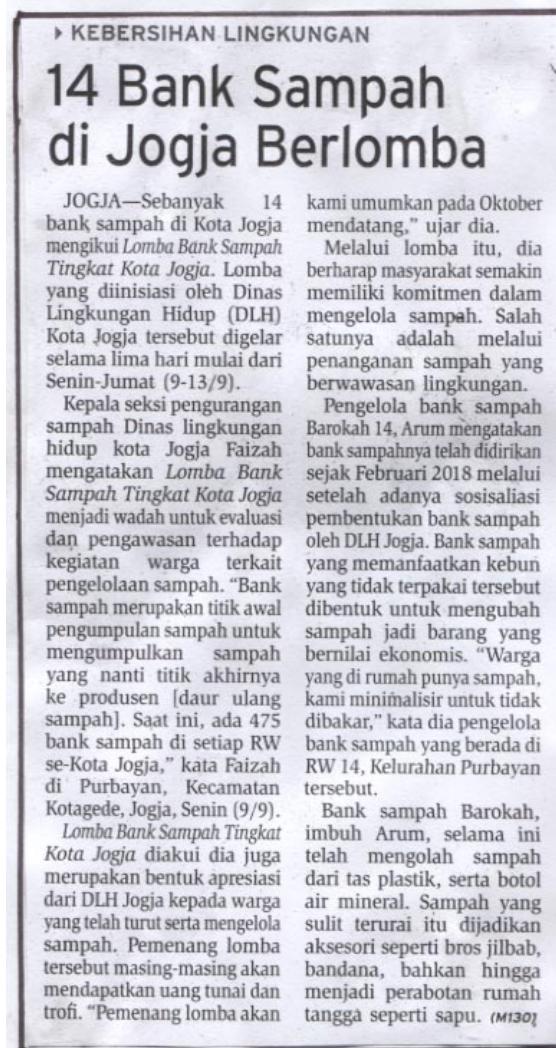 KEBERSIHAN LINGKUNGAN
14 Bank Sampah
di Jogja Berlomba
JOGJA—Sebanyak 14
bank sampah di Kota Jogja
mengikui Lomba Bank Sampah
Tingkat Kota Jogja. Lomba
yang diinisiasi oleh Dinas
Lingkungan Hidup (DLH)
Kota Jogja tersebut digelar
selama lima hari mulai dari
Senin-Jumat (9-13/9).
Kepala seksi pengurangan
sampah Dinas lingkungan
hidup kota Jogja Faizah
mengatakan Lomba Bank
Sampah Tingkat Kota Jogja
menjadi wadah untuk evaluasi
dan pengawasan terhadap
kegiatan warga terkait
pengelolaan sampah. “Bank
sampah merupakan titik awal
pengumpulan sampah untuk
mengumpulkan sampah
yang nanti titik akhirnya
ke produsen [daur ulang
sampah]. Saat ini, ada 475
bank sampah di setiap RW
se-Kota Jogja,” kata Faizah
di Purbayan, Kecamatan
Kotagede, Jogja, Senin (9/9).
Lomba Bank Sampah Tingkat
Kota Jogja diakui dia juga
merupakan bentuk apresiasi
dari DLH Jogja kepada warga
yang telah turut serta mengelola
sampah. Pemenang lomba
tersebut masing-masing akan
mendapatkan uang tunai dan
trofi. “Pemenang lomba akan
kami umumkan pada Oktober
mendatang,” ujar dia.
Melalui lomba itu, dia
berharap masyarakat semakin
memiliki komitmen dalam
mengelola sampah. Salah
satunya adalah melalui
penanganan sampah yang
berwawasan lingkungan.
Pengelola bank sampah
Barokah 14, Arum mengatakan
bank sampahnya telah didirikan
sejak Februari 2018 melalui
setelah adanya sosisaliasi
pembentukan bank sampah
oleh DLH Jogja. Bank sampah
yang memanfaatkan kebun
yang tidak terpakai tersebut
dibentuk untuk mengubah
sampah jadi barang yang
bernilai ekonomis. “Warga
yang di rumah punya sampah,
kami minimalisir untuk tidak
dibakar,” kata dia pengelola
bank sampah yang berada di
RW 14, Kelurahan Purbayan
tersebut.
Bank sampah Barokah,
imbuh Arum, selama ini
telah mengolah sampah
dari tas plastik, serta botol
air mineral. Sampah yang
sulit terurai itu dijadikan
aksesori seperti bros jilbab,
bandana, bahkan hingga
menjadi perabotan rumah
tangga seperti sapu. (M130)